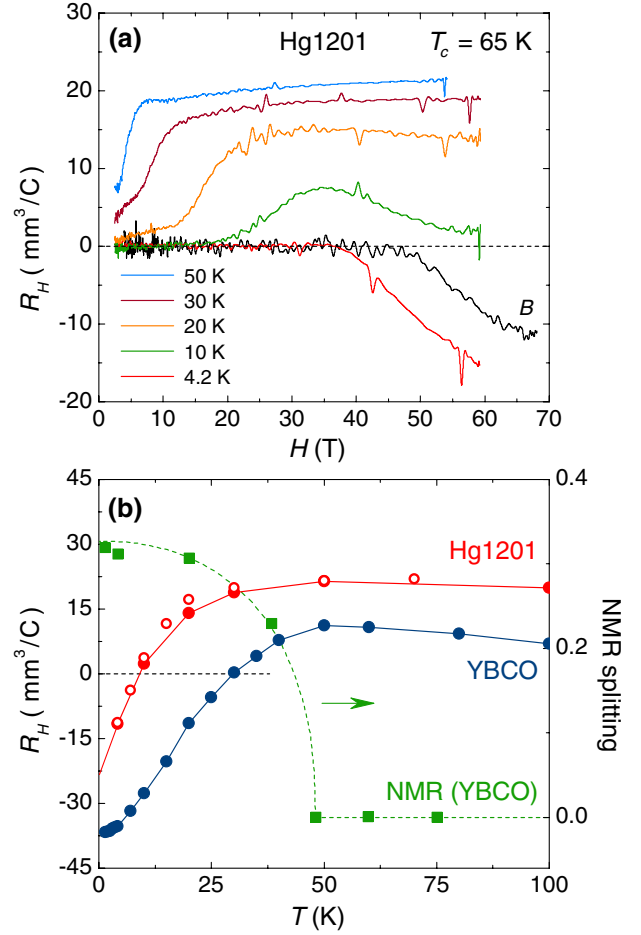 (a) Hg1201 T_c = 65 K
30
20
10
0
-10
-20
R_H ( mm³/C)
50 K
30 K
20 K
10 K
4.2 K
B
0 10 20 30 40 50 60 70
H (T)
(b)
45
30
15
0
-15
-30
-45
R_H ( mm³/C)
Hg1201
YBCO
NMR (YBCO)
0.4
0.2
0.0
NMR splitting
0 25 50 75 100
T (K)